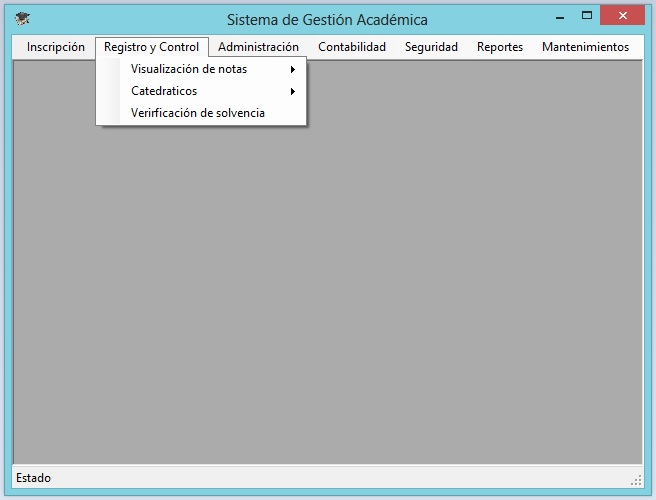 Sistema de Gestión Académica
Inscripción Registro y Control Administración Contabilidad Seguridad Reportes Mantenimientos
Visualización de notas
Catedraticos
Verirficación de solvencia
Estado